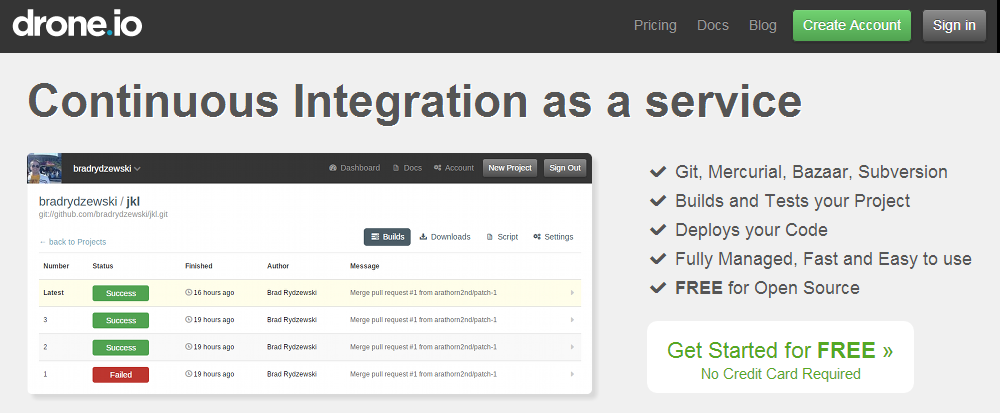 drone.io
Pricing Docs Blog Create Account Sign in
Continuous Integration as a service
bradrydzewski Dashboard Docs Account New Project Sign Out
bradrydzewski / jkl
git://github.com/bradrydzewski/jkl.git
← back to Projects
Builds Downloads Script Settings
Number Status Finished Author Message
Latest Success 16 hours ago Brad Rydzewski Merge pull request #1 from arathorn2nd/patch-1
3 Success 19 hours ago Brad Rydzewski Merge pull request #1 from arathorn2nd/patch-1
2 Success 19 hours ago Brad Rydzewski Merge pull request #1 from arathorn2nd/patch-1
1 Failed 19 hours ago Brad Rydzewski Merge pull request #1 from arathorn2nd/patch-1
Git, Mercurial, Bazaar, Subversion
Builds and Tests your Project
Deploys your Code
Fully Managed, Fast and Easy to use
FREE for Open Source
Get Started for FREE »
No Credit Card Required